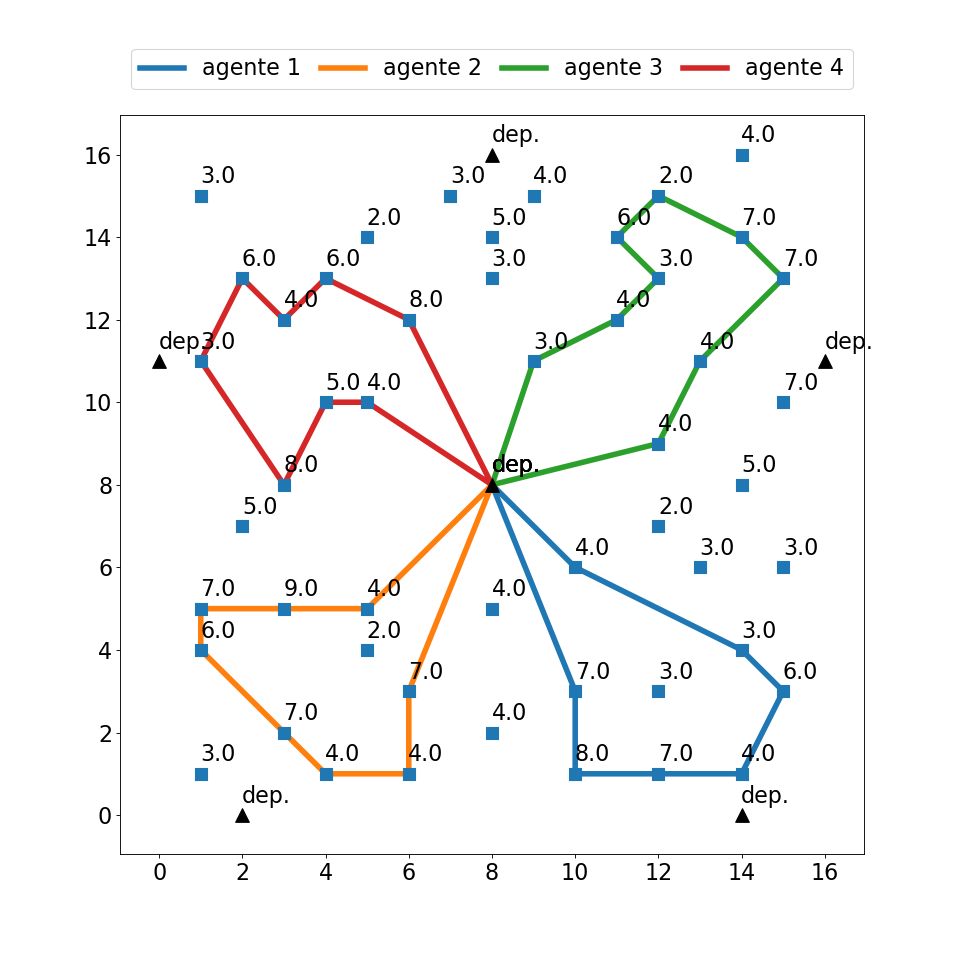 agente 1 agente 2 agente 3 agente 4
dep. 4.0
16
3.0 3.0 4.0 2.0
2.0 5.0 6.0 7.0
14
6.0 6.0 3.0 3.0 7.0
4.0 8.0 4.0
12
dep. 3.0 3.0 4.0 dep.
5.0 4.0 7.0
10
4.0
8.0 dep. 5.0
8
5.0 2.0
4.0 3.0 3.0
6
7.0 9.0 4.0 4.0
6.0 2.0 3.0
4
7.0 7.0 3.0 6.0
7.0 4.0
2
3.0 4.0 4.0 8.0 7.0 4.0
dep. dep.
0
0 2 4 6 8 10 12 14 16